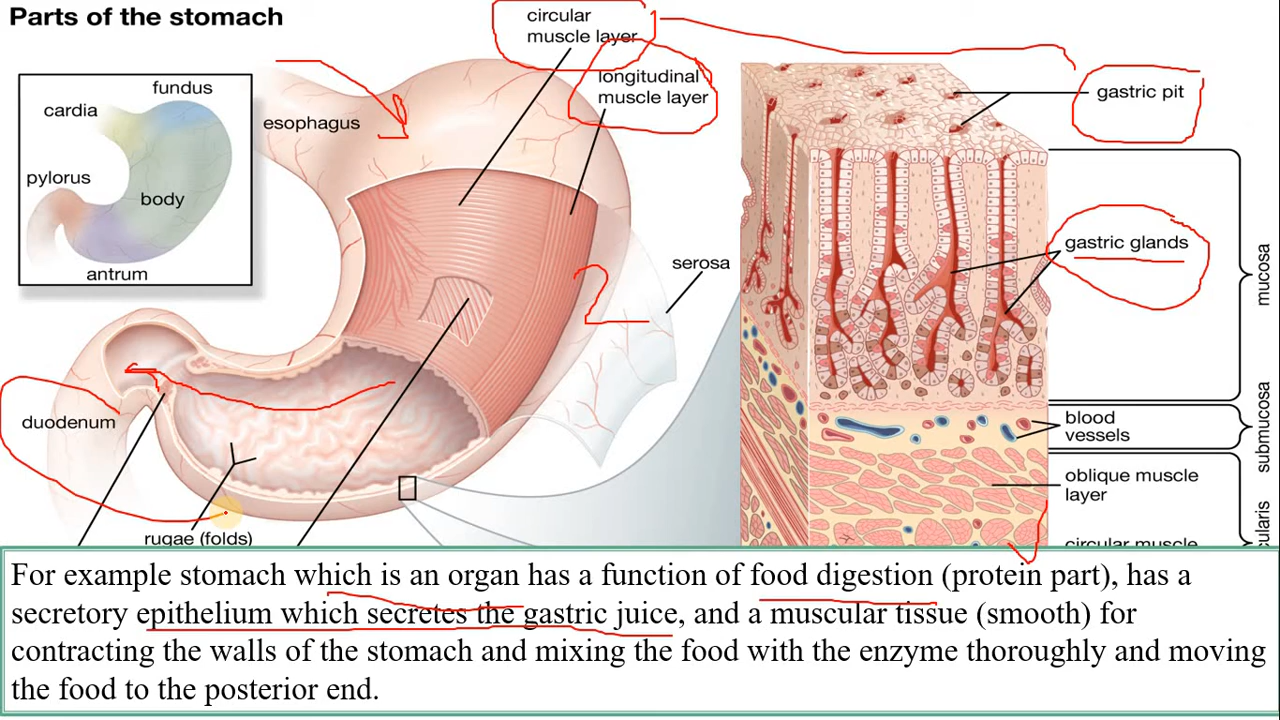 Parts of the stomach
circular
muscle layer
longitudinal
muscle layer
gastric pit
fundus
cardia
esophagus
pylorus
body
antrum
serosa
gastric glands
mucosa
duodenum
blood
vessels
submucosa
oblique muscle
layer
rugae (folds)
circular muscle
cularis
For example stomach which is an organ has a function of food digestion (protein part), has a
secretory epithelium which secretes the gastric juice, and a muscular tissue (smooth) for
contracting the walls of the stomach and mixing the food with the enzyme thoroughly and moving
the food to the posterior end.